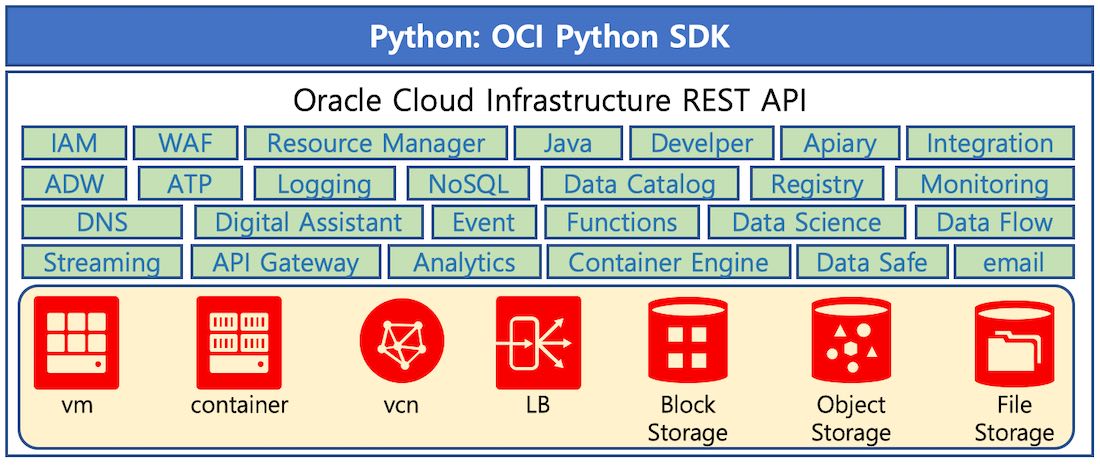 Python: OCI Python SDK
Oracle Cloud Infrastructure REST API
IAM WAF Resource Manager Java Develper Apiary Integration
ADW ATP Logging NoSQL Data Catalog Registry Monitoring
DNS Digital Assistant Event Functions Data Science Data Flow
Streaming API Gateway Analytics Container Engine Data Safe email
vm container vcn LB Block Storage Object Storage File Storage